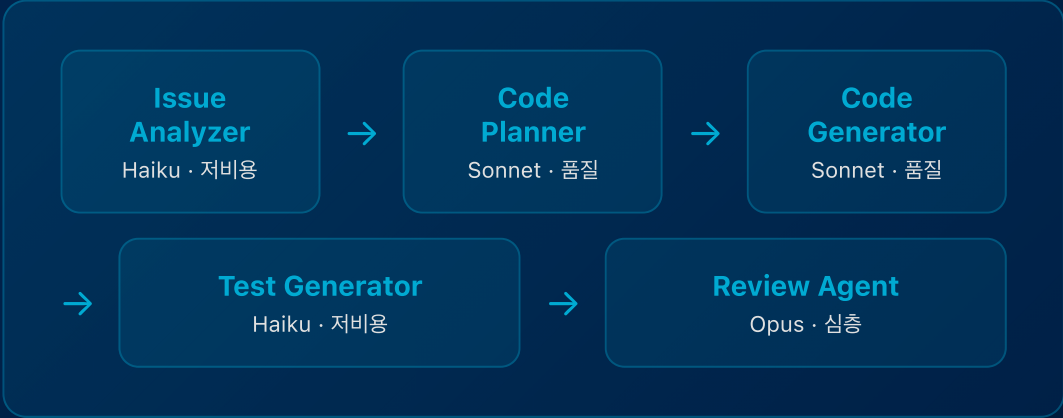 Issue
Analyzer
Haiku · 저비용
→
Code
Planner
Sonnet · 품질
→
Code
Generator
Sonnet · 품질
→
Test Generator
Haiku · 저비용
→
Review Agent
Opus · 심층